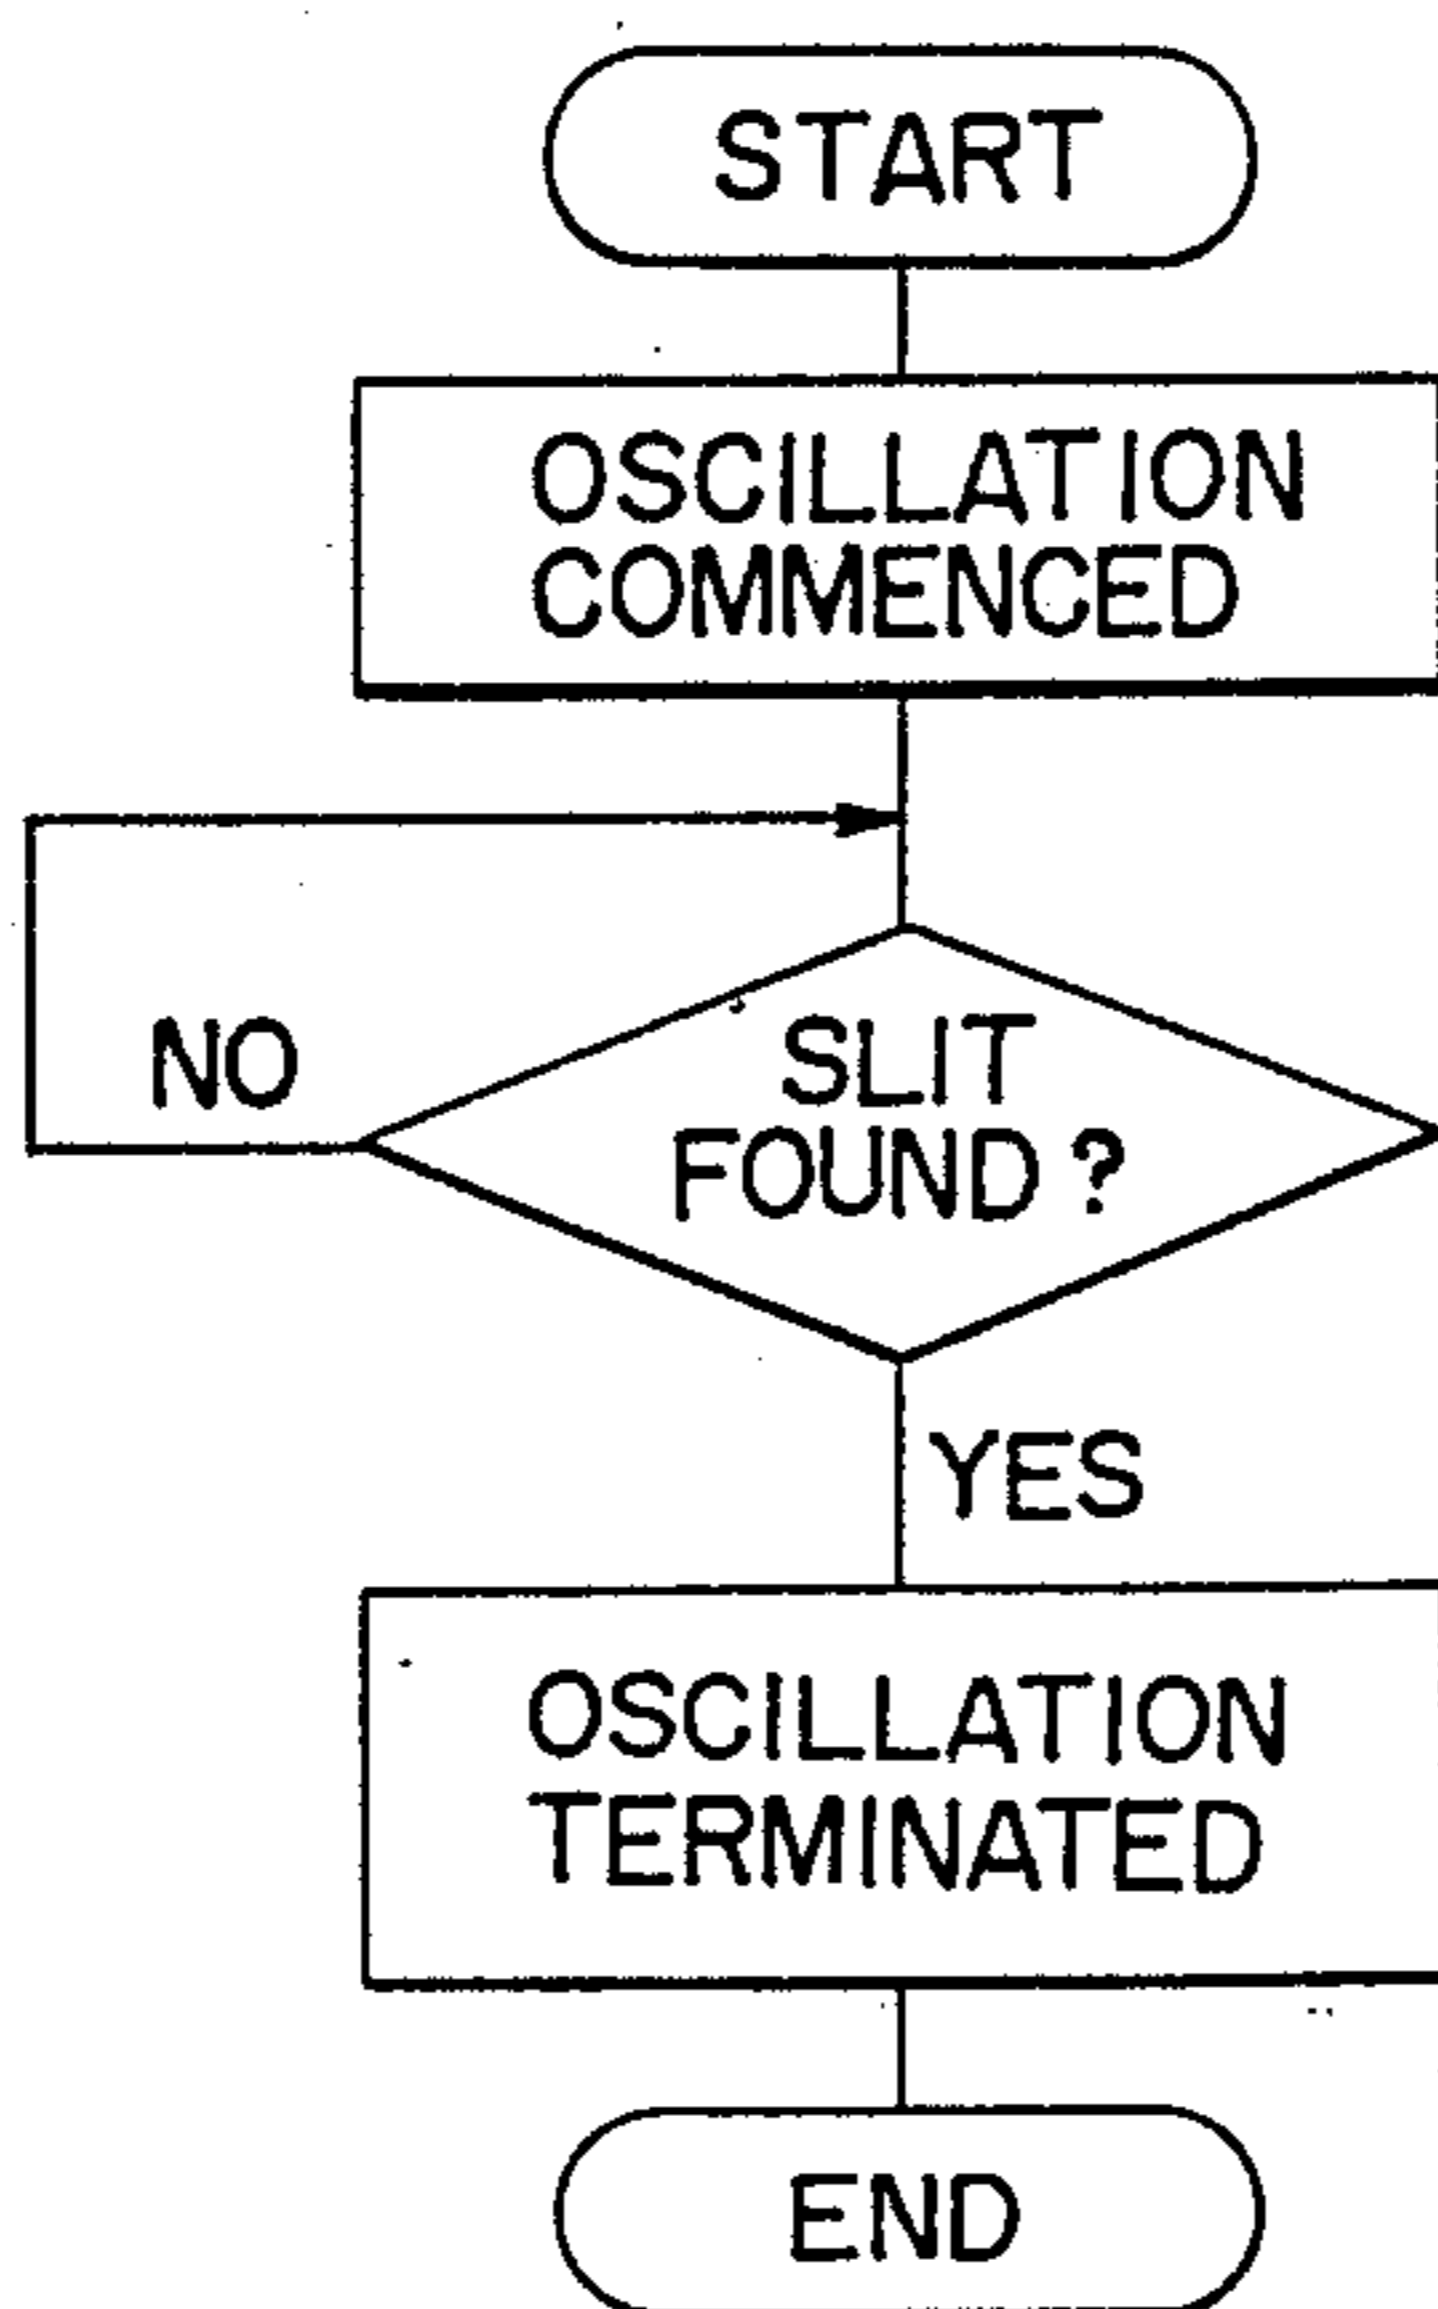 START
OSCILLATION
COMMENCED
NO
SLIT
FOUND?
YES
OSCILLATION
TERMINATED
END